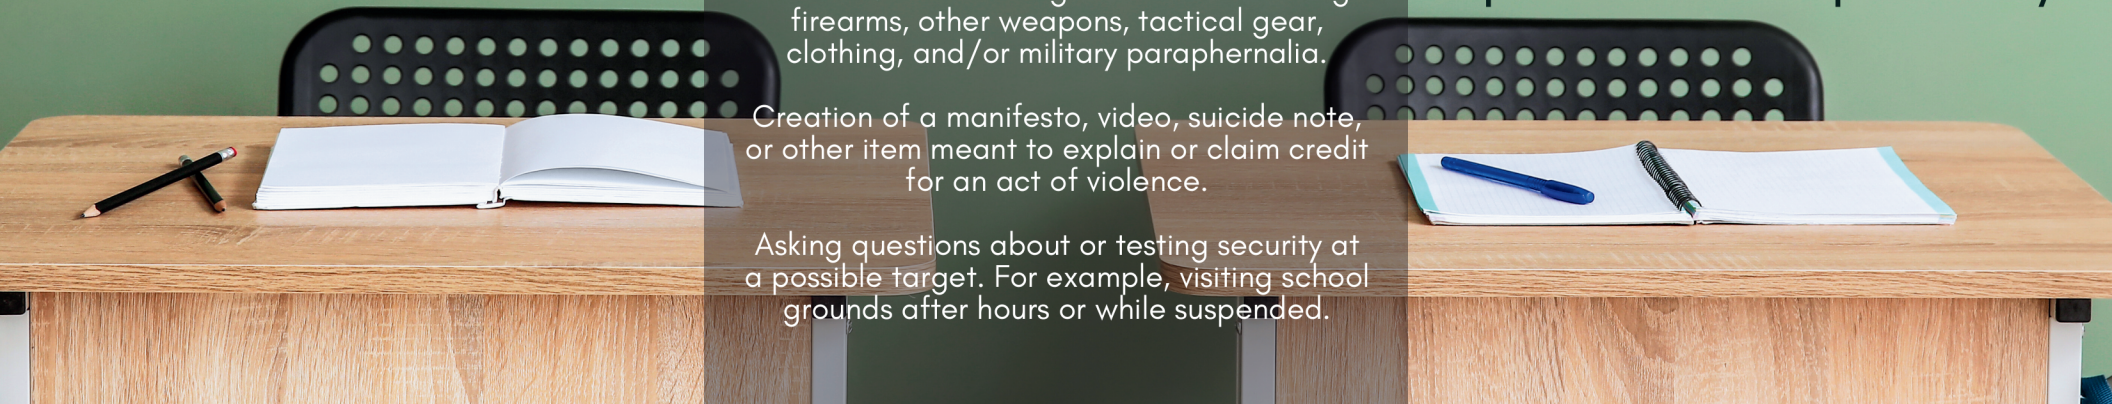 firearms, other weapons, tactical gear,
clothing, and/or military paraphernalia.
Creation of a manifesto, video, suicide note,
or other item meant to explain or claim credit
for an act of violence.
Asking questions about or testing security at
a possible target. For example, visiting school
grounds after hours or while suspended.